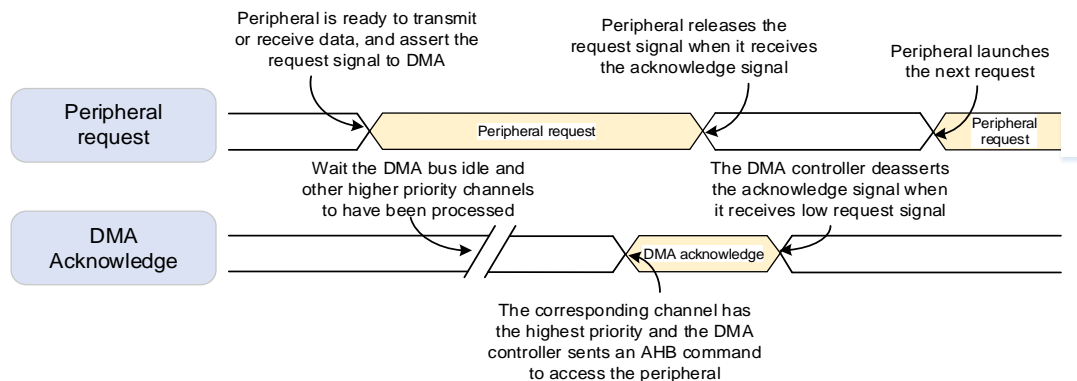 Peripheral is ready to transmit
or receive data, and assert the
request signal to DMA
Peripheral releases the
request signal when it receives
the acknowledge signal
Peripheral launches
the next request
Peripheral
request
Peripheral request
Peripheral
request
Wait the DMA bus idle and
other higher priority channels
to have been processed
The DMA controller deasserts
the acknowledge signal when
it receives low request signal
DMA
Acknowledge
DMA acknowledge
The corresponding channel has
the highest priority and the DMA
controller sents an AHB command
to access the peripheral